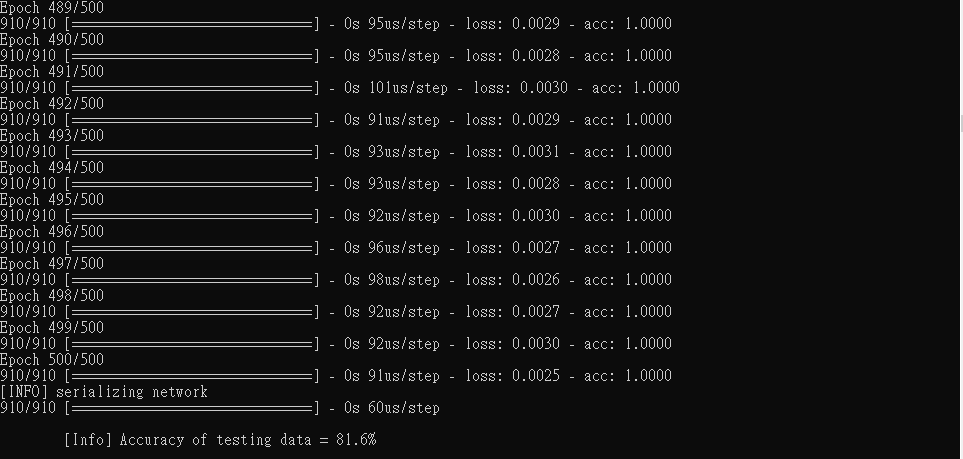 Epoch 489/500
910/910 [==============================] - 0s 95us/step - loss: 0.0029 - acc: 1.0000
Epoch 490/500
910/910 [==============================] - 0s 95us/step - loss: 0.0028 - acc: 1.0000
Epoch 491/500
910/910 [==============================] - 0s 101us/step - loss: 0.0030 - acc: 1.0000
Epoch 492/500
910/910 [==============================] - 0s 91us/step - loss: 0.0029 - acc: 1.0000
Epoch 493/500
910/910 [==============================] - 0s 93us/step - loss: 0.0031 - acc: 1.0000
Epoch 494/500
910/910 [==============================] - 0s 93us/step - loss: 0.0028 - acc: 1.0000
Epoch 495/500
910/910 [==============================] - 0s 92us/step - loss: 0.0030 - acc: 1.0000
Epoch 496/500
910/910 [==============================] - 0s 96us/step - loss: 0.0027 - acc: 1.0000
Epoch 497/500
910/910 [==============================] - 0s 98us/step - loss: 0.0026 - acc: 1.0000
Epoch 498/500
910/910 [==============================] - 0s 92us/step - loss: 0.0027 - acc: 1.0000
Epoch 499/500
910/910 [==============================] - 0s 92us/step - loss: 0.0030 - acc: 1.0000
Epoch 500/500
910/910 [==============================] - 0s 91us/step - loss: 0.0025 - acc: 1.0000
[INFO] serializing network
910/910 [==============================] - 0s 60us/step
[Info] Accuracy of testing data = 81.6%